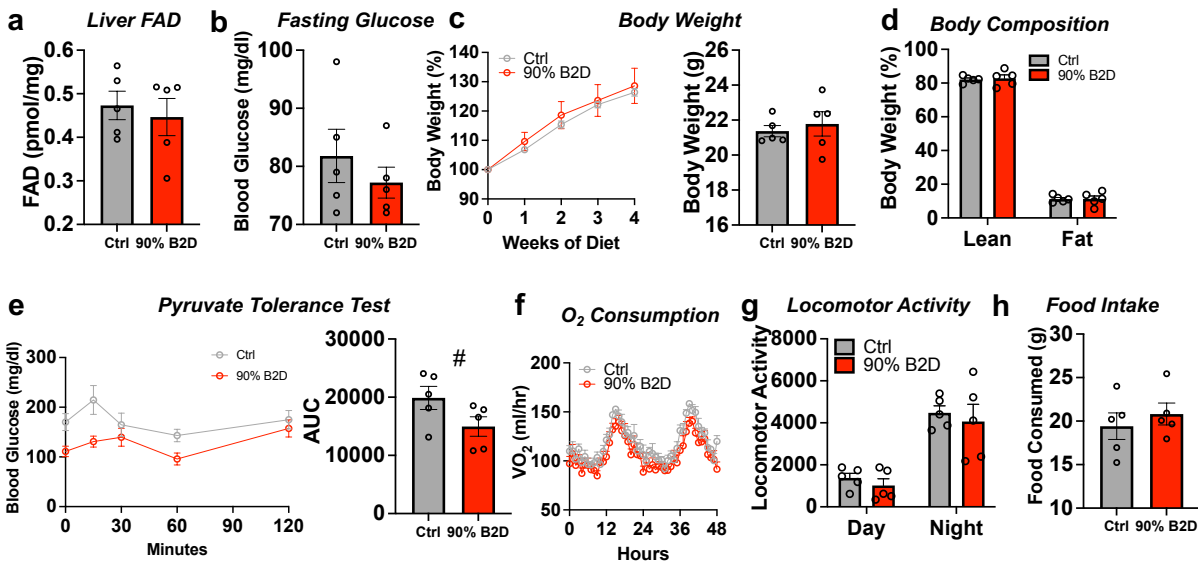 a Liver FAD
FAD (pmol/mg)
0.6
0.5
0.4
0.3
0.2
Ctrl 90% B2D
b Fasting Glucose
Blood Glucose (mg/dl)
100
90
80
70
Ctrl 90% B2D
c Body Weight
Body Weight (%)
140
120
100
80
0 1 2 3 4
Weeks of Diet
Ctrl
90% B2D
Body Weight (g)
26
24
22
20
18
16
Ctrl 90% B2D
d Body Composition
Body Weight (%)
100
80
60
40
20
0
Lean Fat
Ctrl
90% B2D
e Pyruvate Tolerance Test
Blood Glucose (mg/dl)
300
200
100
0
0 30 60 90 120
Minutes
Ctrl
90% B2D
AUC
30000
20000
10000
0
#
Ctrl 90% B2D
f O₂ Consumption
VO₂ (ml/hr)
200
150
100
50
0 12 24 36 48
Hours
Ctrl
90% B2D
g Locomotor Activity
Locomotor Activity
8000
6000
4000
2000
0
Day Night
Ctrl
90% B2D
h Food Intake
Food Consumed (g)
30
25
20
15
10
Ctrl 90% B2D